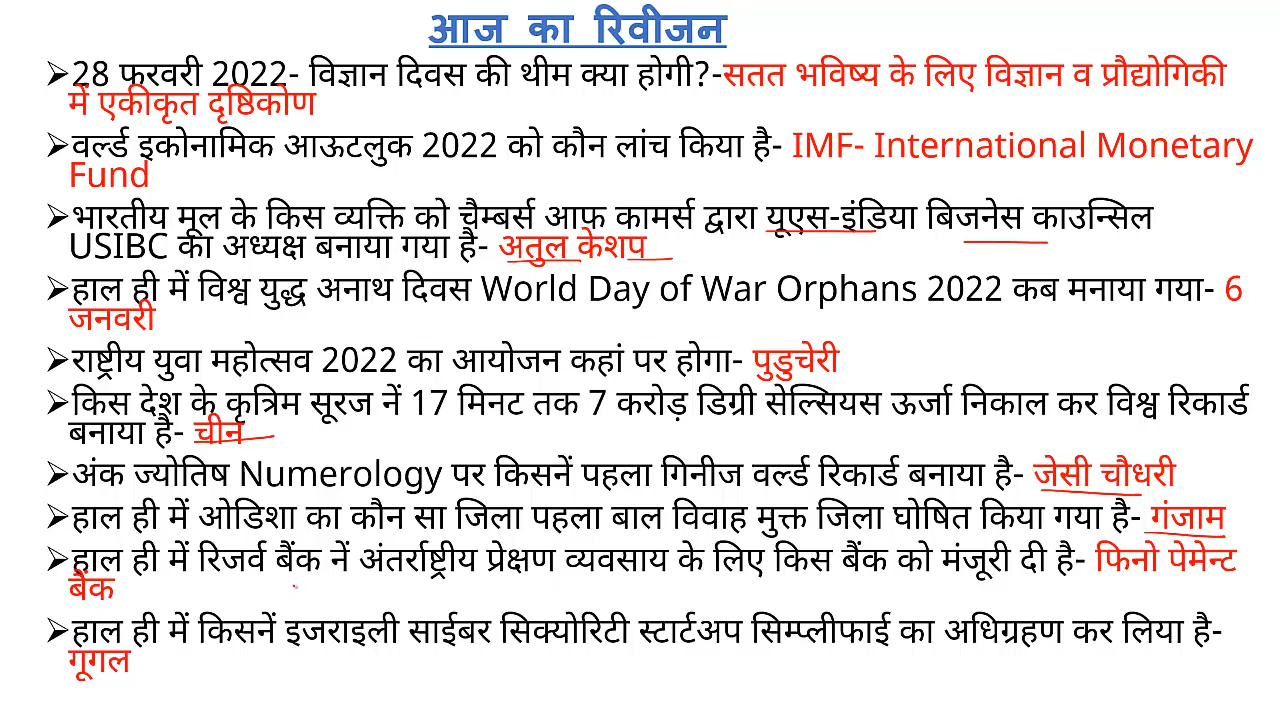 आज का रिवीजन
➢28 फरवरी 2022- विज्ञान दिवस की थीम क्या होगी?-सतत भविष्य के लिए विज्ञान व प्रौद्योगिकी
में एकीकृत दृष्ठिकोण
➢वर्ल्ड इकोनामिक आऊटलुक 2022 को कौन लांच किया है- IMF- International Monetary
Fund
➢भारतीय मूल के किस व्यक्ति को चैम्बर्स आफ कामर्स द्वारा यूएस-इंडिया बिजनेस काउन्सिल
USIBC का अध्यक्ष बनाया गया है- अतुल केशप
➢हाल ही में विश्व युद्ध अनाथ दिवस World Day of War Orphans 2022 कब मनाया गया- 6
जनवरी
➢राष्ट्रीय युवा महोत्सव 2022 का आयोजन कहां पर होगा- पुडुचेरी
➢किस देश के कृत्रिम सूरज नें 17 मिनट तक 7 करोड़ डिग्री सेल्सियस ऊर्जा निकाल कर विश्व रिकार्ड
बनाया है- चीन
➢अंक ज्योतिष Numerology पर किसनें पहला गिनीज वर्ल्ड रिकार्ड बनाया है- जेसी चौधरी
➢हाल ही में ओडिशा का कौन सा जिला पहला बाल विवाह मुक्त जिला घोषित किया गया है- गंजाम
➢हाल ही में रिजर्व बैंक नें अंतर्राष्ट्रीय प्रेक्षण व्यवसाय के लिए किस बैंक को मंजूरी दी है- फिनो पेमेन्ट
बैंक
➢हाल ही में किसनें इजराइली साईबर सिक्योरिटी स्टार्टअप सिम्प्लीफाई का अधिग्रहण कर लिया है-
गूगल